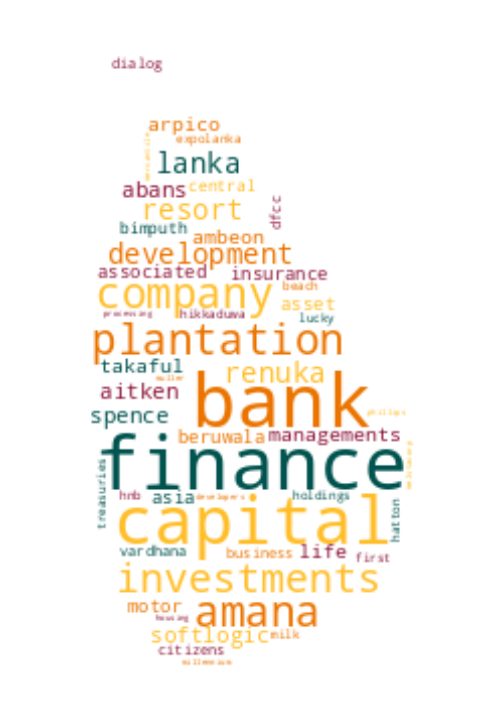 dialog
arpico
expolanka
lanka
abans central
resort
dfcc
bimputh
ambeon
development
associated insurance
company
beach
asset
processing hikkaduwa lucky
plantation
takaful
renuka
muller
aitken
bank
spence
phillips
beruwala managements
finance
treasuries
hnb asia developers holdings
capital
hatton
vardhana business life first
investments
motor amana
housing
softlogic milk
citizens
millennium